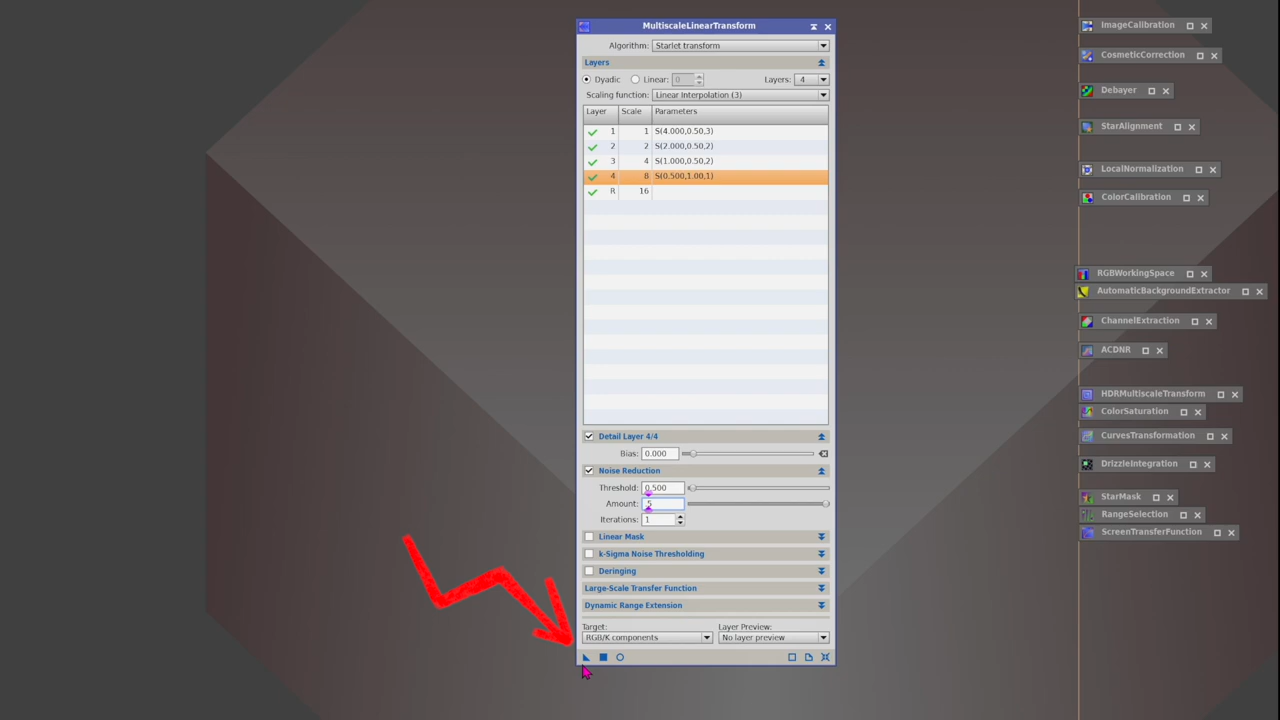 MultiscaleLinearTransform
Algorithm: Starlet transform
Layers
Dyadic Linear: 0 Layers: 4
Scaling function: Linear Interpolation (3)
Layer Scale Parameters
1 1 S(4.000,0.50,3)
2 2 S(2.000,0.50,2)
3 4 S(1.000,0.50,2)
4 8 S(0.500,1.00,1)
R 16
Detail Layer 4/4
Bias: 0.000
Noise Reduction
Threshold: 0.500
Amount: .5
Iterations: 1
Linear Mask
k-Sigma Noise Thresholding
Deringing
Large-Scale Transfer Function
Dynamic Range Extension
Target: Layer Preview:
RGB/K components No layer preview
ImageCalibration
CosmeticCorrection
Debayer
StarAlignment
LocalNormalization
ColorCalibration
RGBWorkingSpace
AutomaticBackgroundExtractor
ChannelExtraction
ACDNR
HDRMultiscaleTransform
ColorSaturation
CurvesTransformation
DrizzleIntegration
StarMask
RangeSelection
ScreenTransferFunction